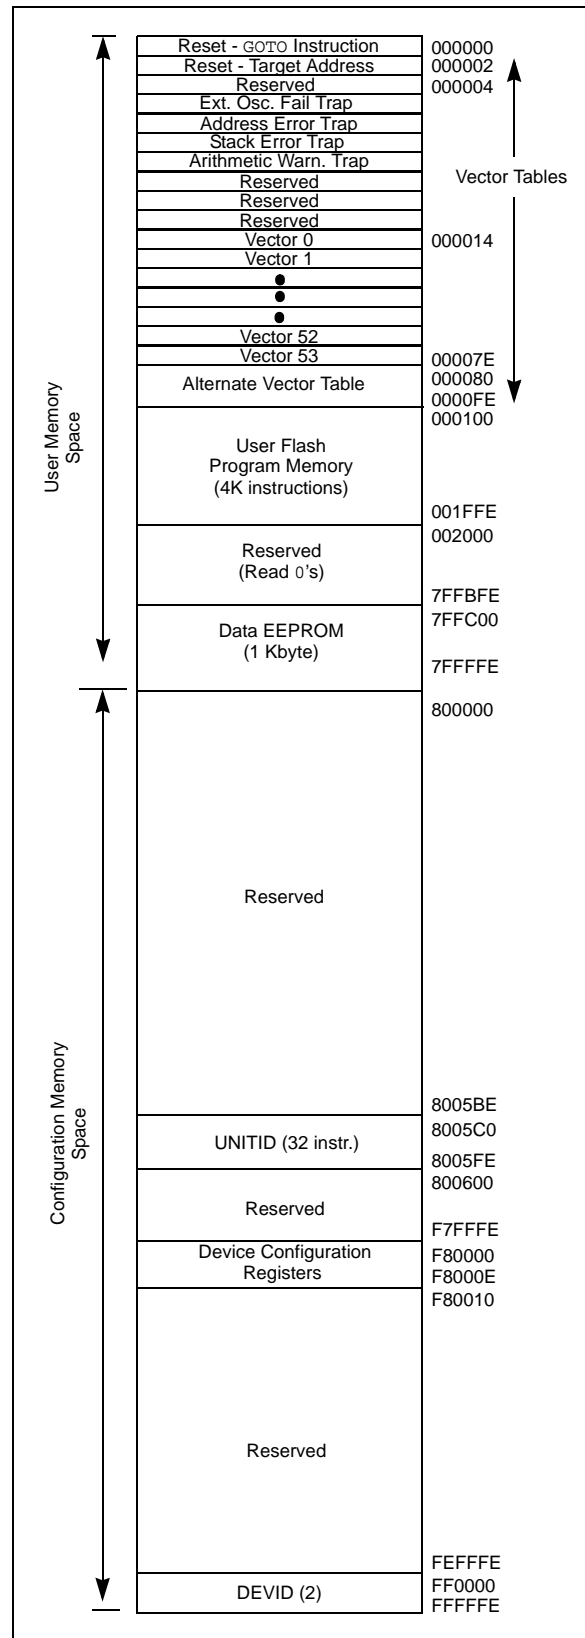 Reset - GOTO Instruction 000000
Reset - Target Address 000002
Reserved 000004
Ext. Osc. Fail Trap
Address Error Trap
Stack Error Trap
Arithmetic Warn. Trap
Reserved
Vector Tables
Reserved
Reserved
Vector 0 000014
Vector 1
Vector 52
Vector 53 00007E
Alternate Vector Table
000080
0000FE
000100
User Memory
Space
User Flash
Program Memory
(4K instructions)
001FFE
002000
Reserved
(Read 0's)
7FFBFE
7FFC00
Data EEPROM
(1 Kbyte)
7FFFFE
800000
Reserved
Configuration Memory
Space
8005BE
8005C0
UNITID (32 instr.)
8005FE
800600
Reserved
F7FFFE
Device Configuration
Registers
F80000
F8000E
F80010
Reserved
FEFFFE
FF0000
DEVID (2)
FFFFFE